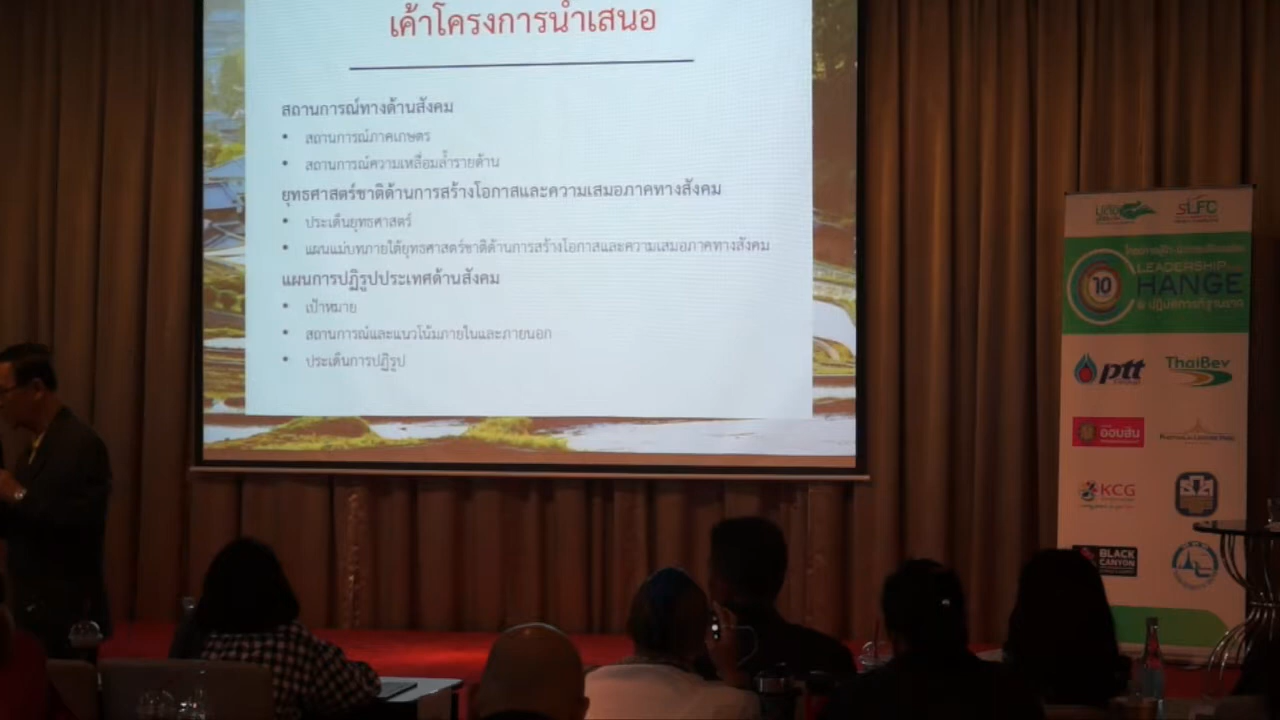 เค้าโครงการนำเสนอ
สถานการณ์ทางด้านสังคม
• สถานการณ์ภาคเกษตร
• สถานการณ์ความเหลื่อมล้ำรายด้าน
ยุทธศาสตร์ชาติด้านการสร้างโอกาสและความเสมอภาคทางสังคม
• ประเด็นยุทธศาสตร์
• แผนแม่บทภายใต้ยุทธศาสตร์ชาติด้านการสร้างโอกาสและความเสมอภาคทางสังคม
แผนการปฏิรูปประเทศด้านสังคม
• เป้าหมาย
• สถานการณ์และแนวโน้มภายในและภายนอก
• ประเด็นการปฏิรูป
SLFC
LEADERSHIP
10 HANGE
ptt ThaiBev
ออมสิน
KCG
BLACK
CANYON